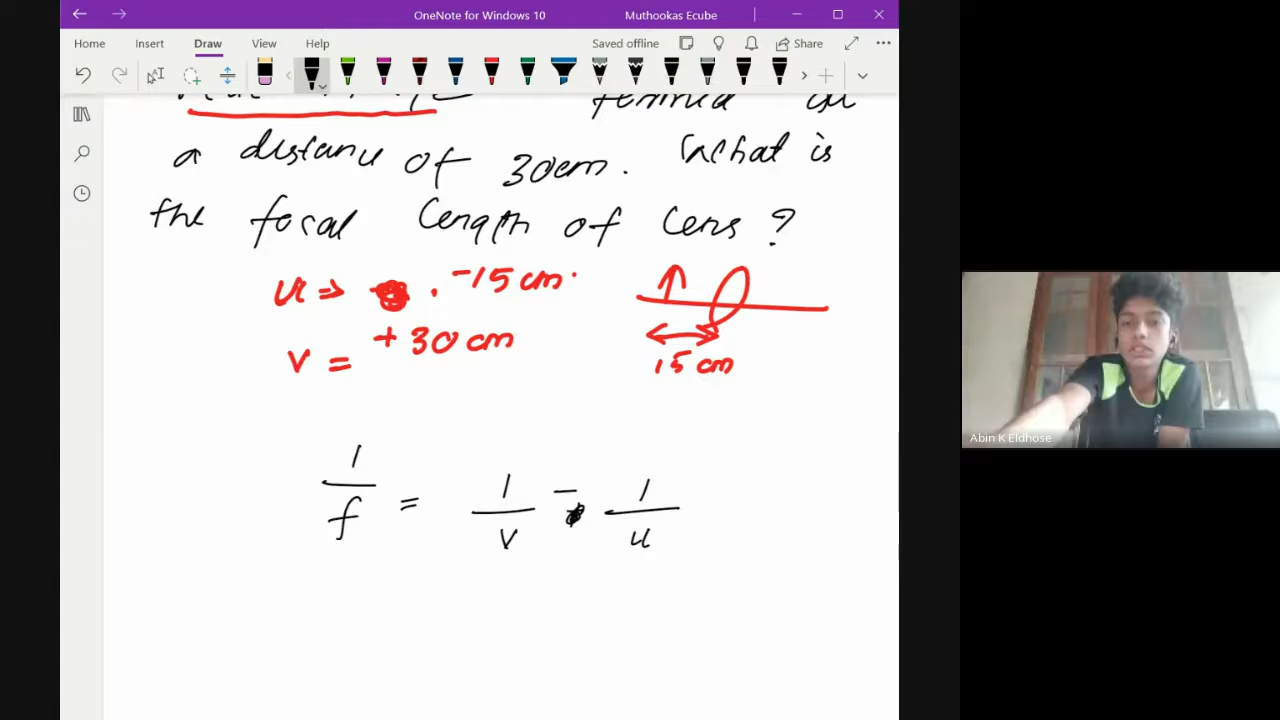 OneNote for Windows 10
Muthookas Ecube
Home Insert Draw View Help
Saved offline
Share
formed
a distance of 30cm. What is
the focal length of lens ?
u ⇒ . -15 cm.
v = +30 cm
15 cm
1/f = 1/v - 1/u
Abin K Eldhose